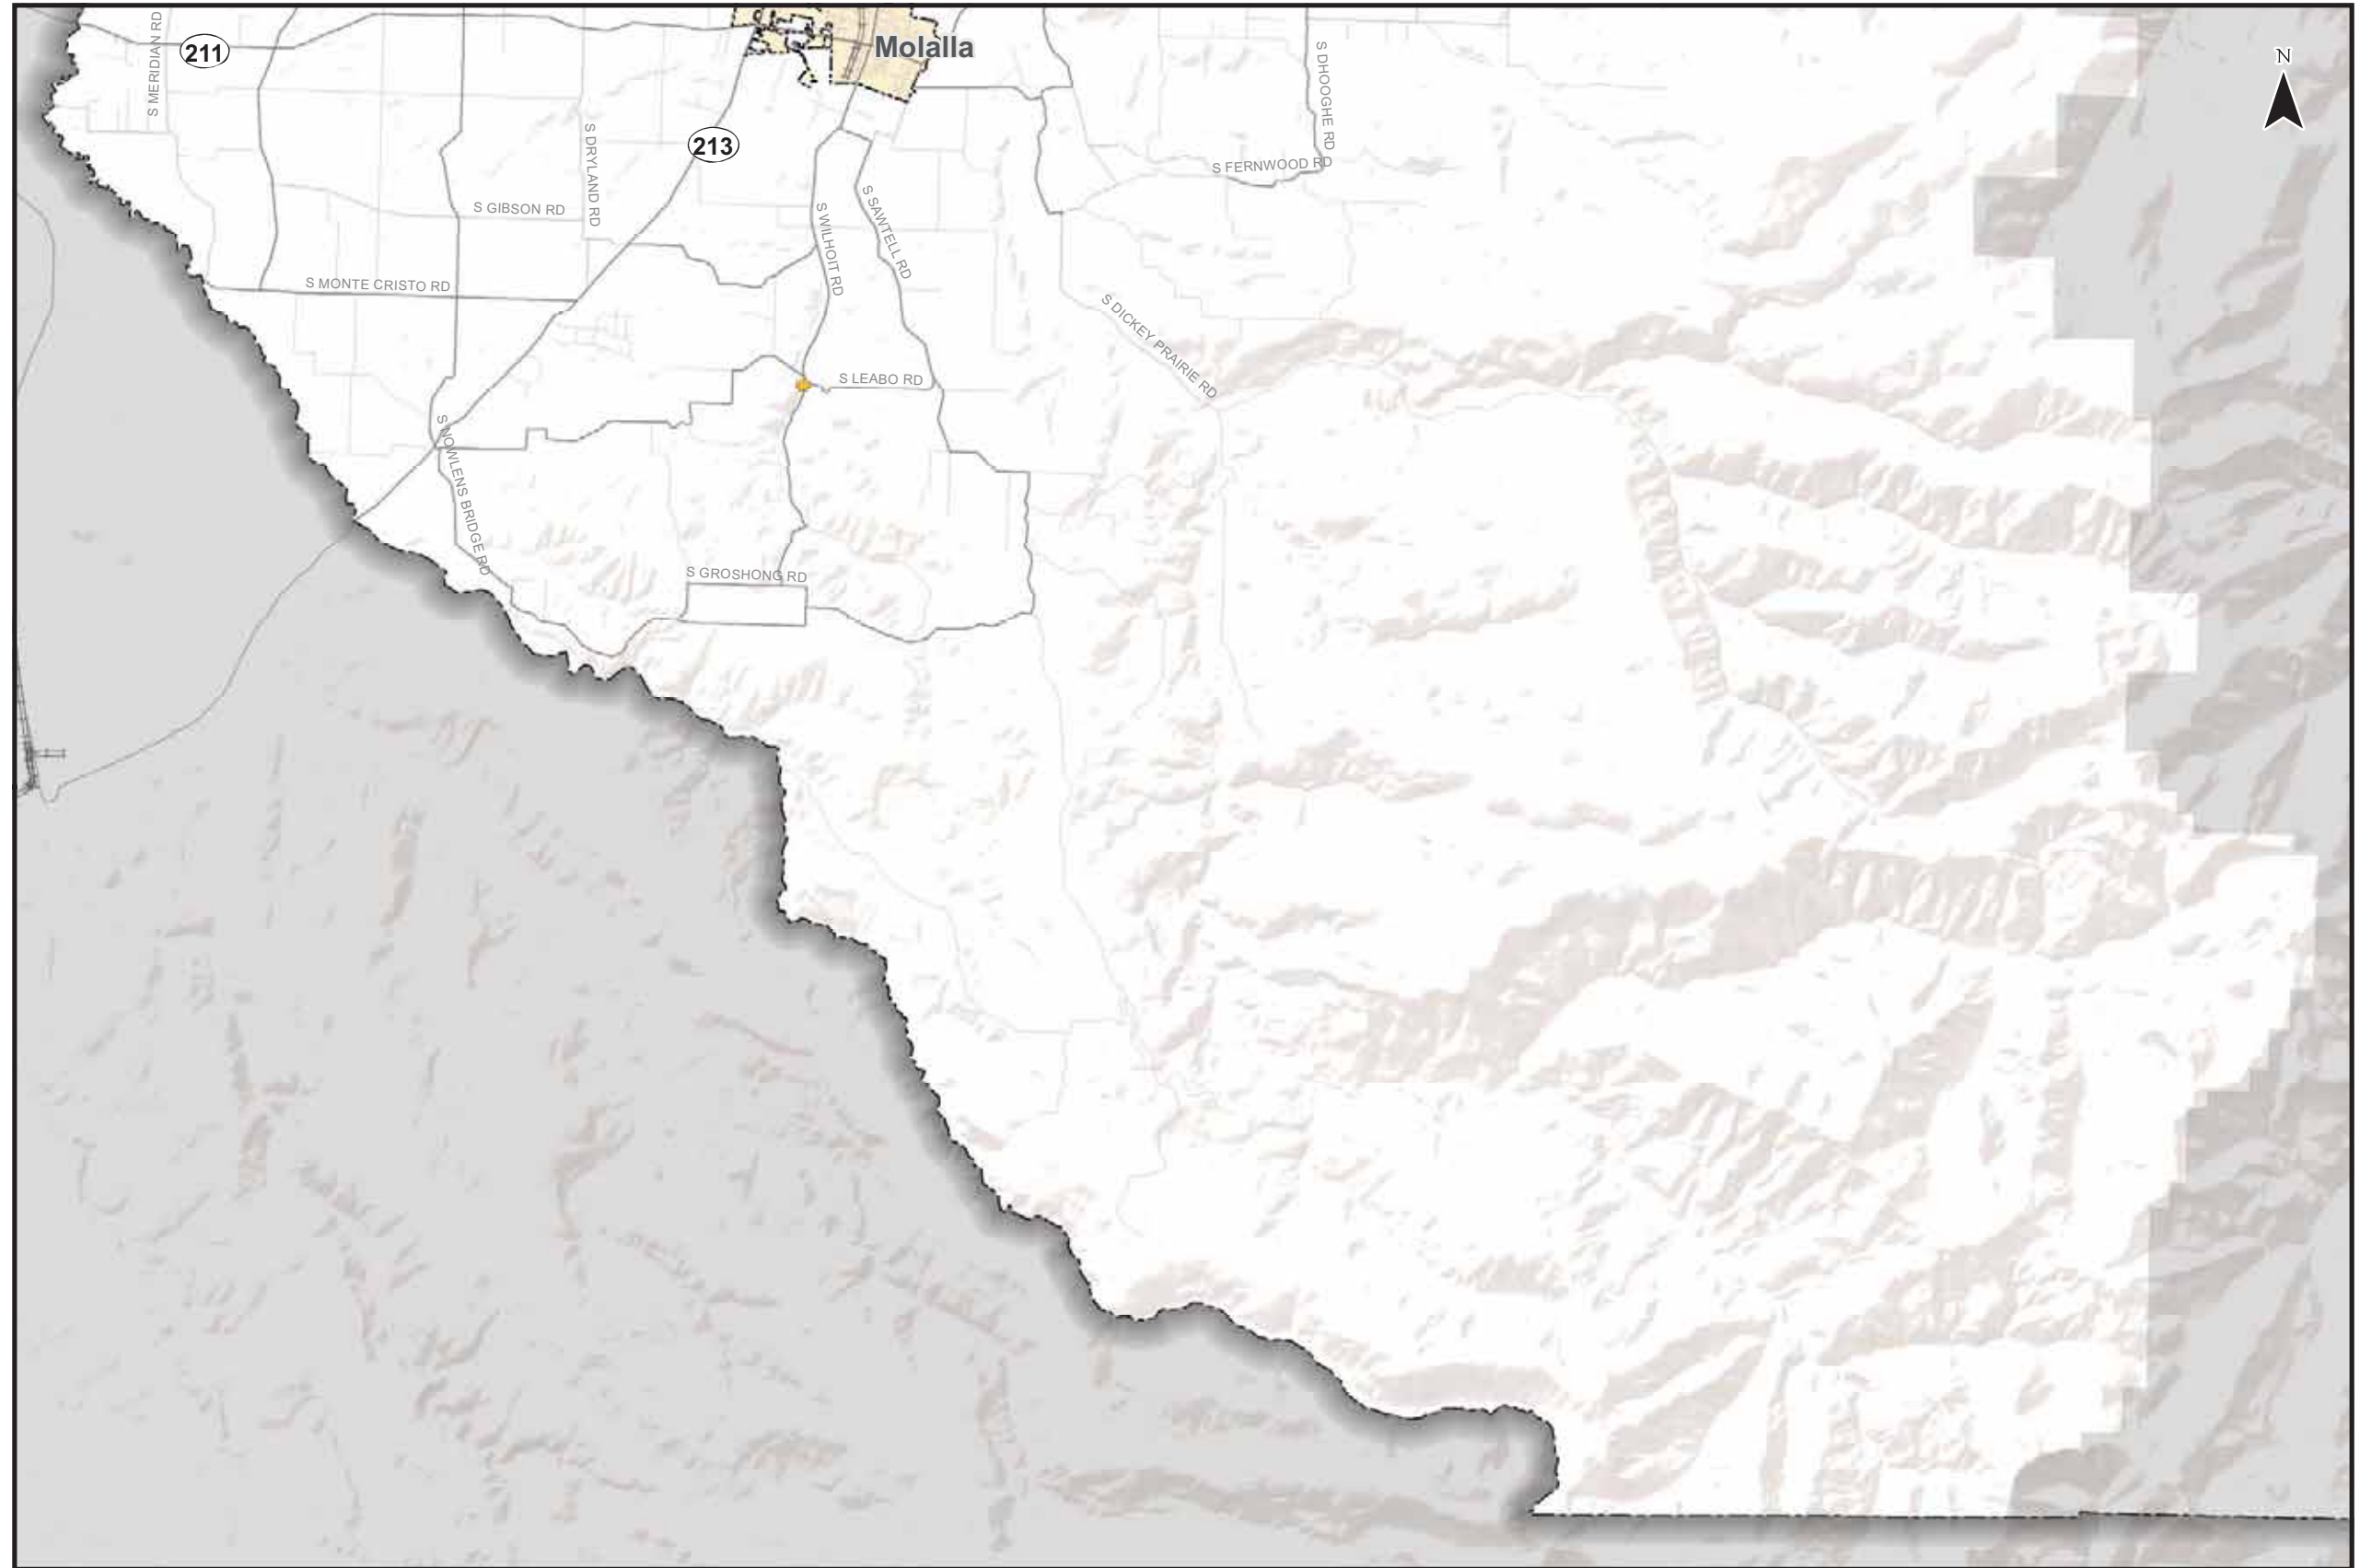 S MERIDIAN RD
211
Molalla
S DHOOGHE RD
N
213
S DRYLAND RD
S FERNWOOD RD
S GIBSON RD
S WILHOIT RD
S SAWTELL RD
S MONTE CRISTO RD
S DICKEY PRAIRIE RD
S LEABO RD
S NOWLENS BRIDGE RD
S GROSHONG RD